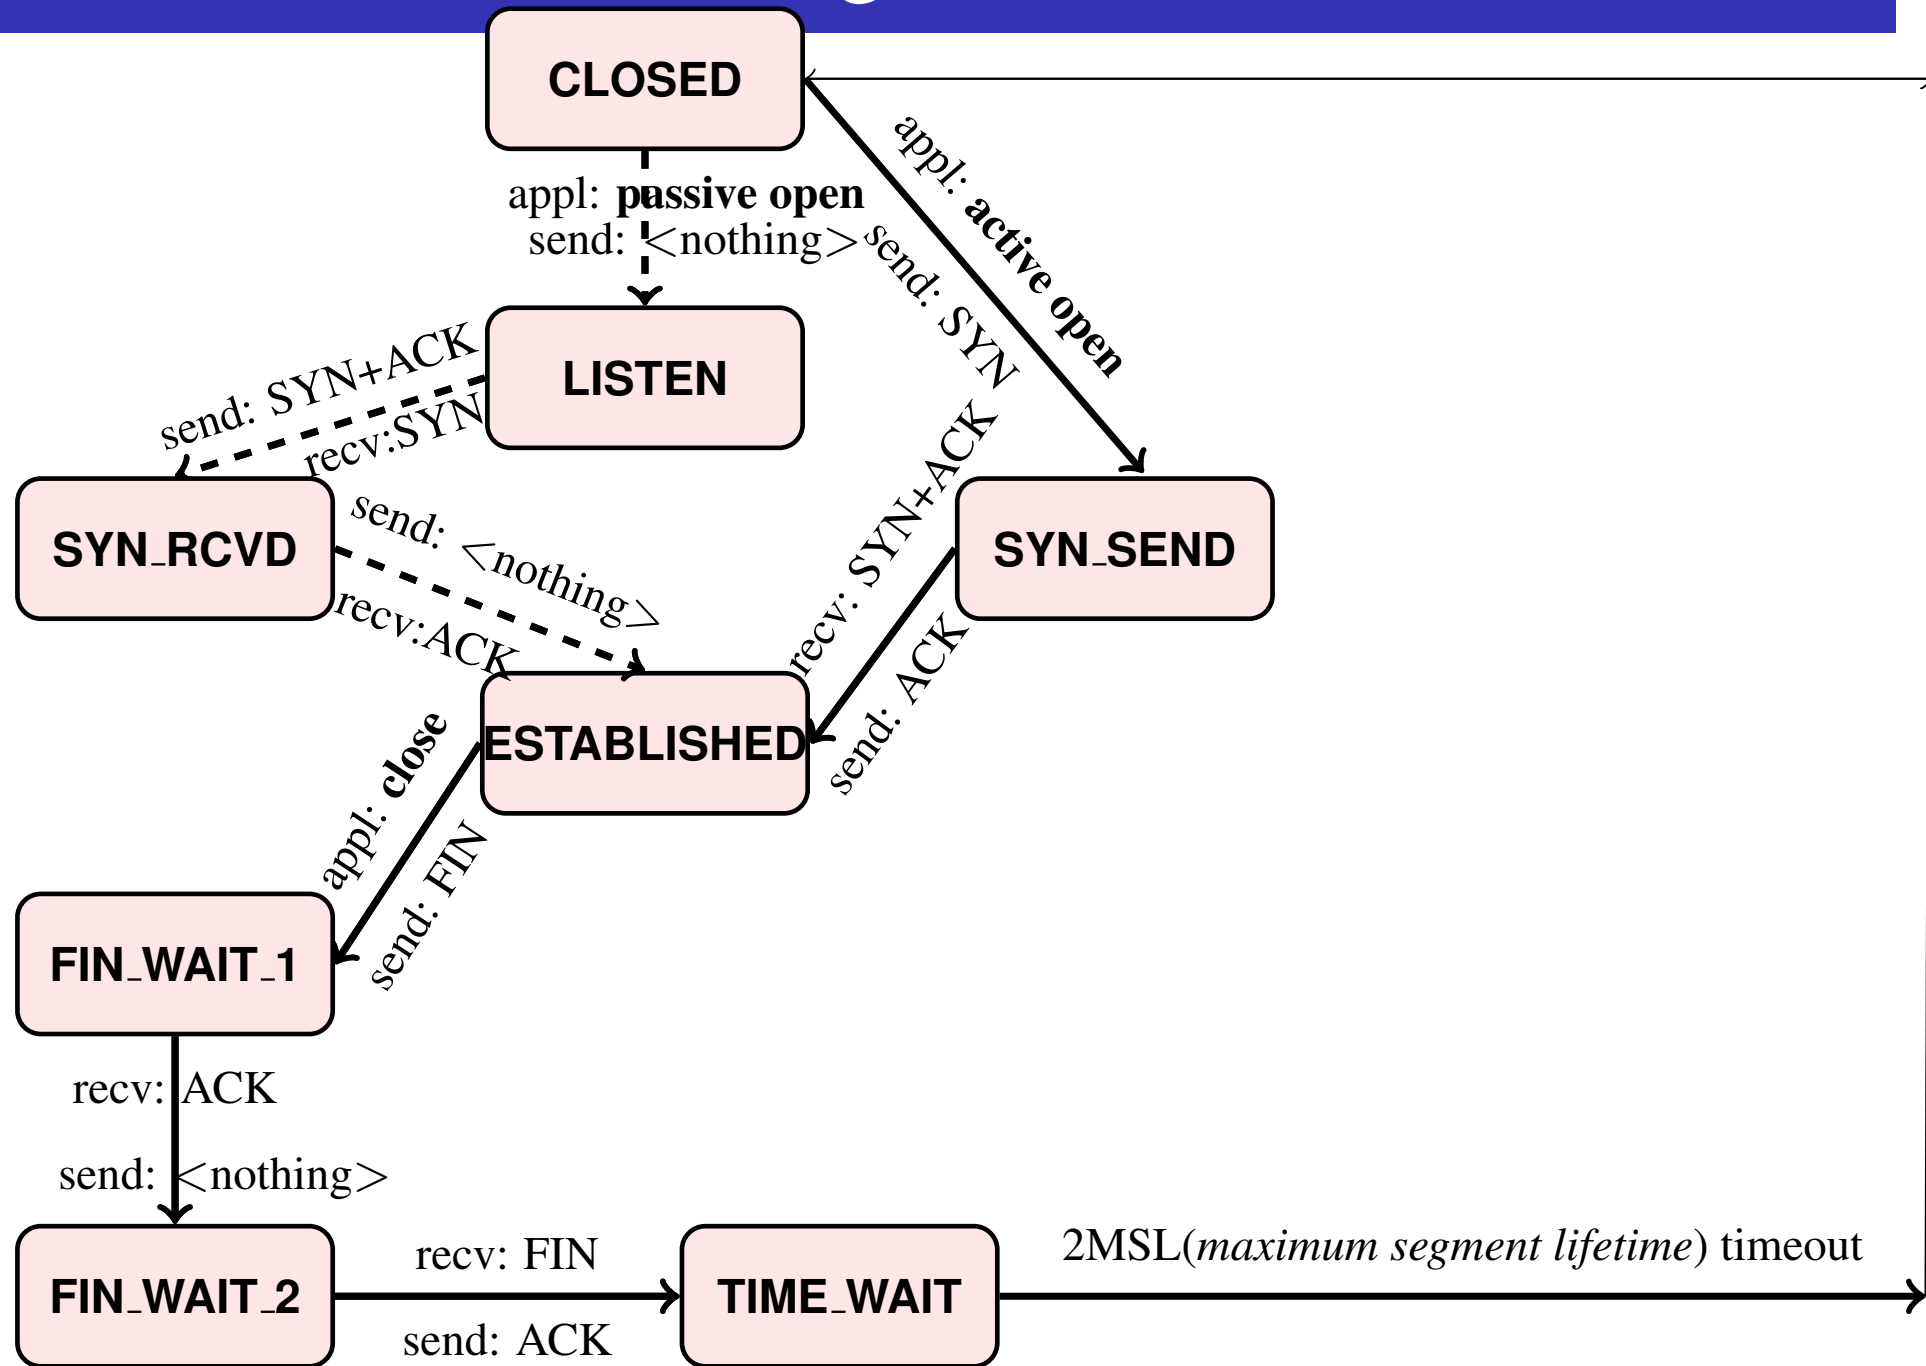 CLOSED
appl: passive open
send: <nothing>
appl: active open
send: SYN
LISTEN
send: SYN+ACK
recv:SYN
SYN_RCVD
send: <nothing>
recv:ACK
recv: SYN+ACK
send: ACK
SYN_SEND
ESTABLISHED
appl: close
send: FIN
FIN_WAIT_1
recv: ACK
send: <nothing>
FIN_WAIT_2
recv: FIN
send: ACK
TIME_WAIT
2MSL(maximum segment lifetime) timeout